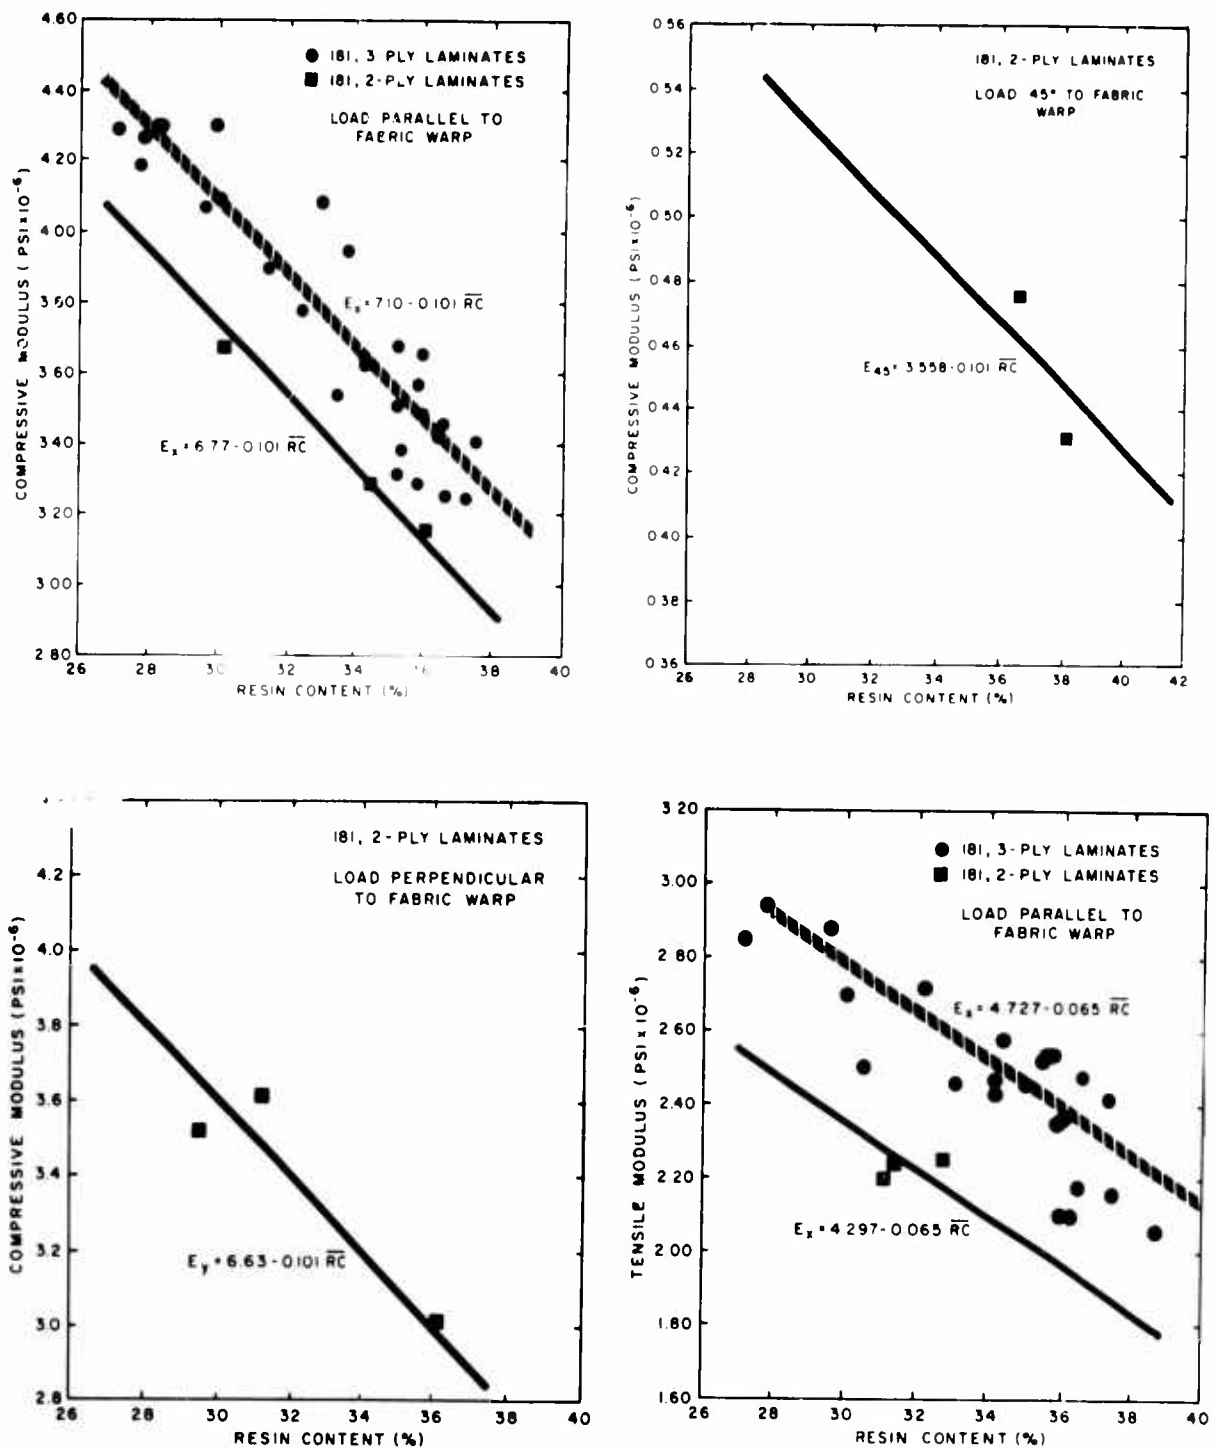 4.60
4 40
4.20
4 00
3 80
3 60
3 40
3 20
3 00
2 80
26
28
30
32
34
36
38
40
COMPRESSIVE MODULUS ( PSI×10⁻⁶)
RESIN CONTENT (%)
● 181, 3 PLY LAMINATES
■ 181, 2-PLY LAMINATES
LOAD PARALLEL TO
FABRIC WARP
Eₓ = 7.10 - 0.101 R̅C̅
Eₓ = 6.77 - 0.101 R̅C̅
0.56
0.54
0 52
0 50
0 48
0 46
0 44
0 42
0 40
0 38
0 36
26
28
30
32
34
36
38
40
42
COMPRESSIVE MODULUS (PSI×10⁻⁶)
RESIN CONTENT (%)
181, 2-PLY LAMINATES
LOAD 45° TO FABRIC
WARP
E₄₅ = 3 558 - 0.101 R̅C̅
4.2
4.0
3.8
3.6
3.4
3.2
3.0
2.8
26
28
30
32
34
36
38
40
COMPRESSIVE MODULUS (PSI×10⁻⁶)
RESIN CONTENT (%)
181, 2-PLY LAMINATES
LOAD PERPENDICULAR
TO FABRIC WARP
Eᵧ = 6.63 - 0.101 R̅C̅
3 20
3.00
2 80
2 60
2 40
2 20
2 00
1.80
1.60
26
28
30
32
34
36
38
40
TENSILE MODULUS (PSI×10⁻⁶)
RESIN CONTENT (%)
● 181, 3-PLY LAMINATES
■ 181, 2-PLY LAMINATES
LOAD PARALLEL TO
FABRIC WARP
Eₓ = 4.727 - 0.065 R̅C̅
Eₓ = 4 297 - 0.065 R̅C̅